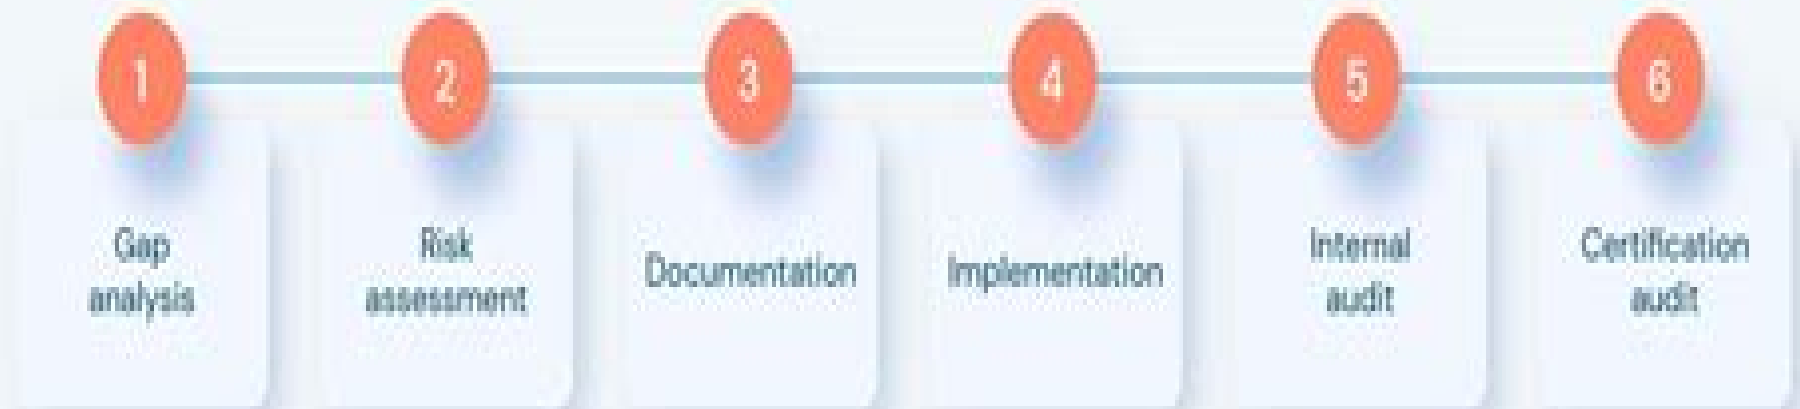 1
2
3
4
5
6
Gap
analysis
Risk
assessment
Documentation
Implementation
Internal
audit
Certification
audit